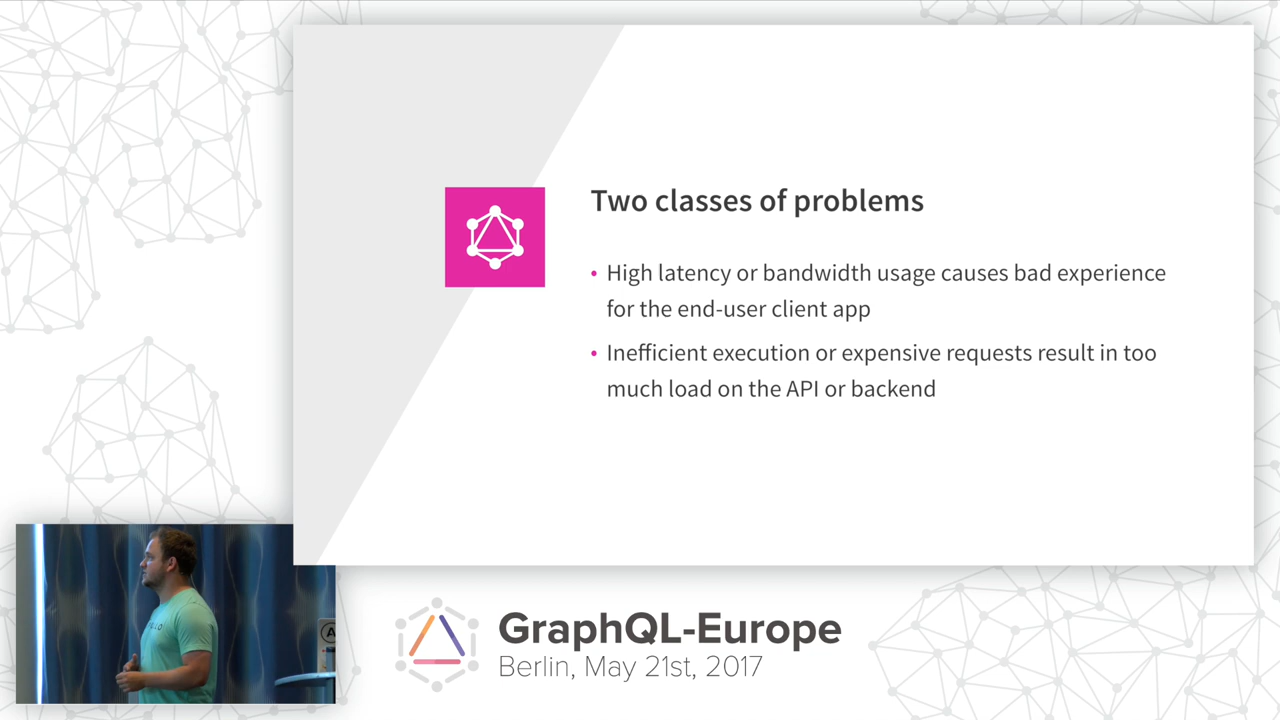 Two classes of problems
• High latency or bandwidth usage causes bad experience
for the end-user client app
• Inefficient execution or expensive requests result in too
much load on the API or backend
GraphQL-Europe
Berlin, May 21st, 2017